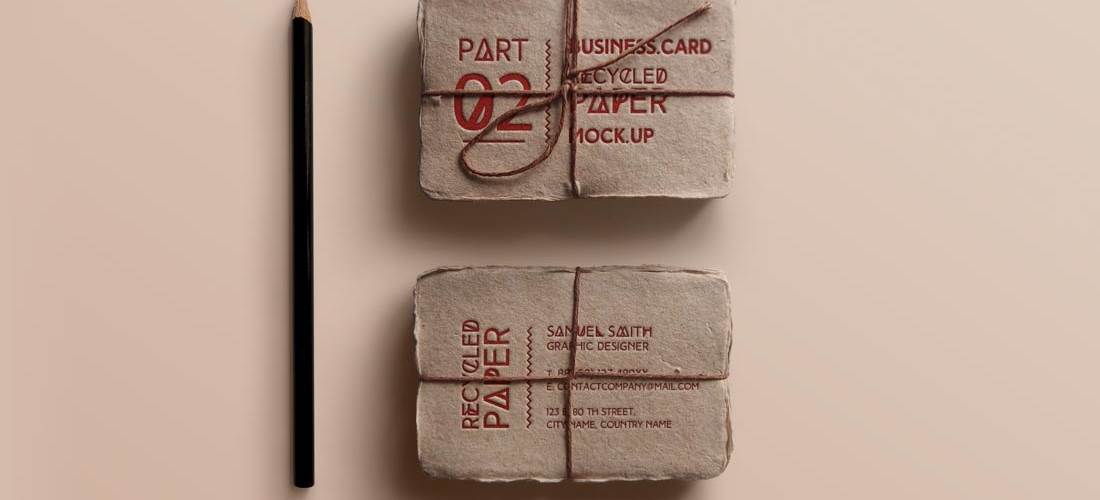 PART
02
BUSINESS.CARD
RECYCLED
PAPER
MOCK.UP
RECYCLED
PAPER
SAMUEL SMITH
GRAPHIC DESIGNER
T.
E. CONTACTCOMPANY@MAIL.COM
123 E. 80 TH STREET,
CITY NAME, COUNTRY NAME